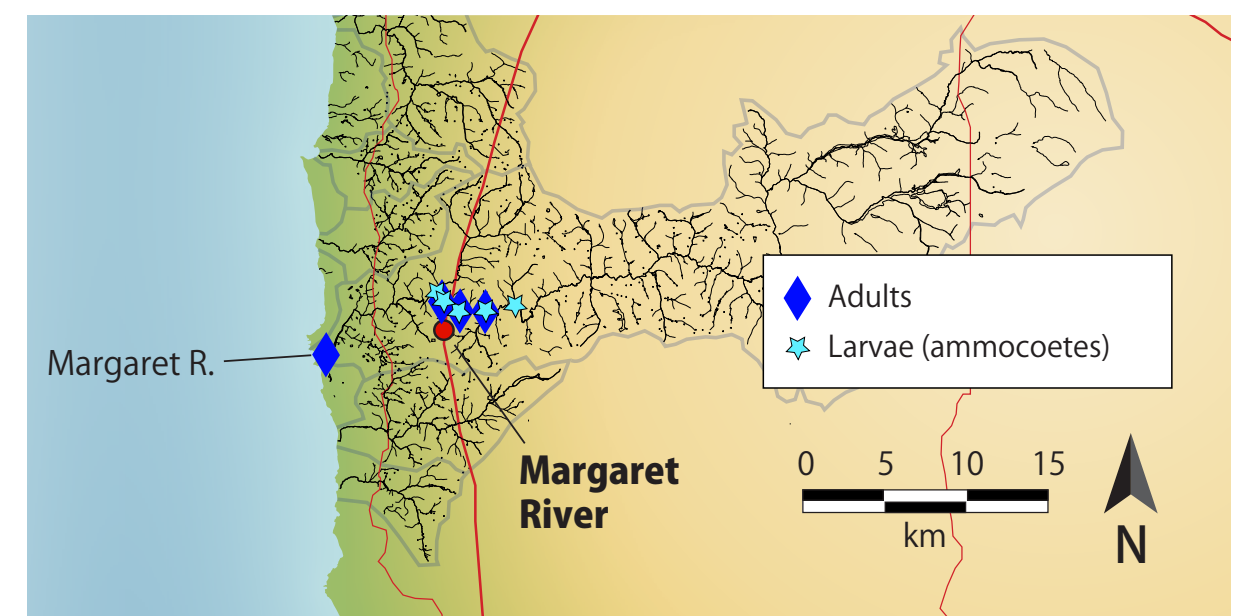 Adults
Margaret R.
Larvae (ammocoetes)
Margaret
River
0 5 10 15
km
N